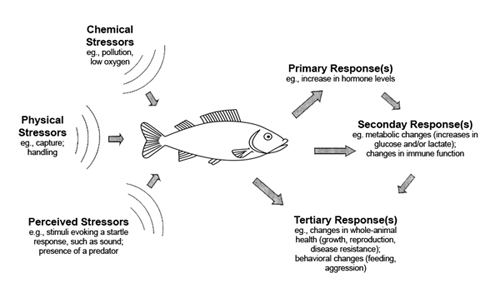 Chemical
Stressors
eg., pollution,
low oxygen
Physical
Stressors
e.g., capture;
handling
Perceived Stressors
e.g., stimuli evoking a startle
response, such as sound;
presence of a predator
Primary Response(s)
eg., increase in hormone levels
Seconday Response(s)
eg. metabolic changes (increases in
glucose and/or lactate);
changes in immune function
Tertiary Response(s)
eg., changes in whole-animal
health (growth, reproduction,
disease resistance);
behavioral changes (feeding,
aggression)